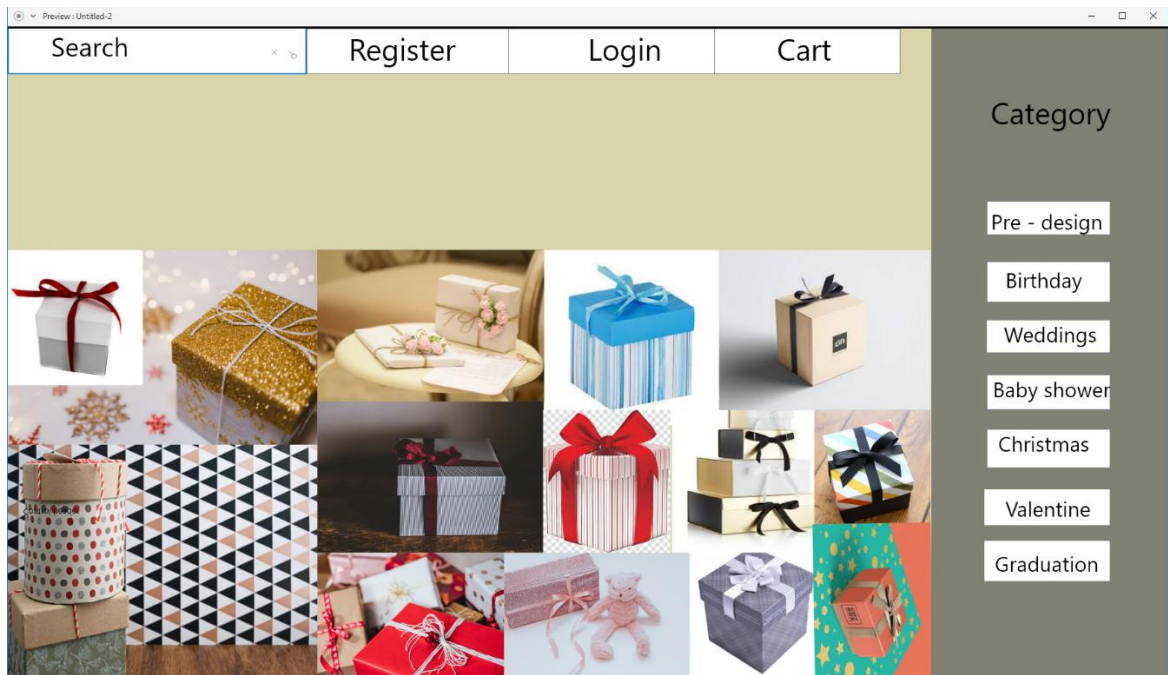 Preview : Untitled-2
Search
Register
Login
Cart
Category
Pre - design
Birthday
Weddings
Baby shower
Christmas
Valentine
Graduation